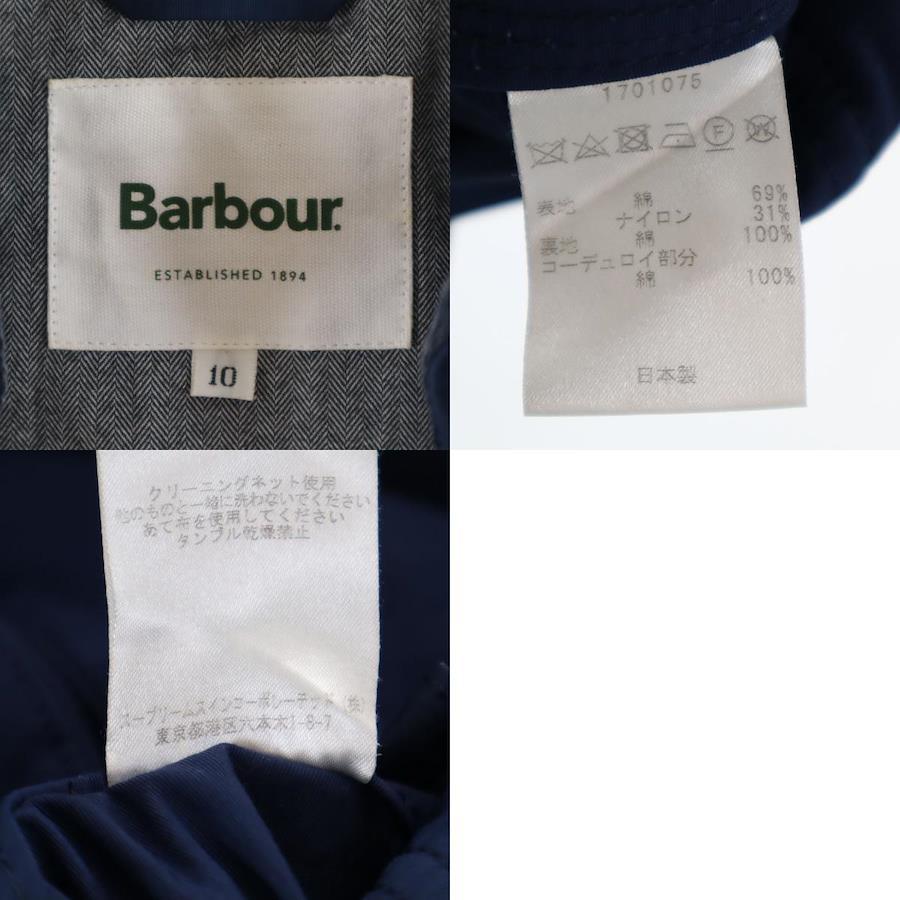 Barbour.
ESTABLISHED 1894
10
1701075
F W
表地 綿 69%
ナイロン 31%
裏地 綿 100%
コーデュロイ部分
綿 100%
日本製
クリーニングネット使用
他のものと一緒に洗わないでください
あて布を使用してください
タンブル乾燥禁止
スープリームスインコーポレーテッド(株)
東京都港区六本木1-8-7